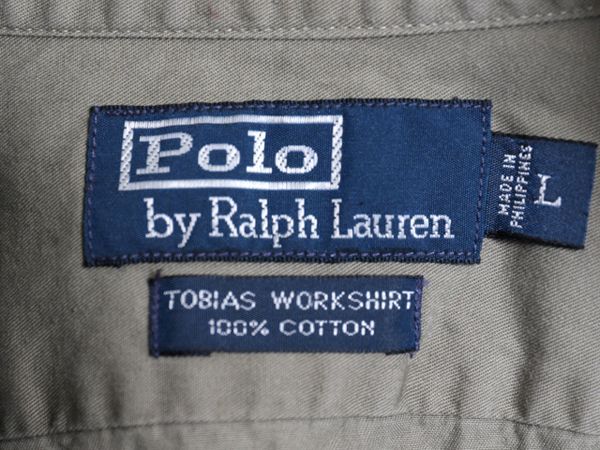 Polo
by Ralph Lauren
MADE IN
PHILIPPINES
L
TOBIAS WORKSHIRT
100% COTTON